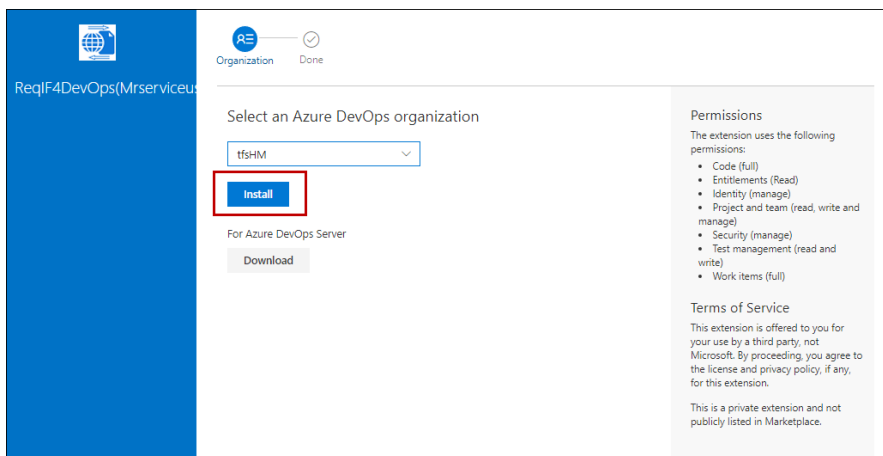 ReqIF4DevOps(Mrserviceus
Organization
Done
Select an Azure DevOps organization
tfsHM
Install
For Azure DevOps Server
Download
Permissions
The extension uses the following
permissions:
• Code (full)
• Entitlements (Read)
• Identity (manage)
• Project and team (read, write and
manage)
• Security (manage)
• Test management (read and
write)
• Work items (full)
Terms of Service
This extension is offered to you for
your use by a third party, not
Microsoft. By proceeding, you agree to
the license and privacy policy, if any,
for this extension.
This is a private extension and not
publicly listed in Marketplace.